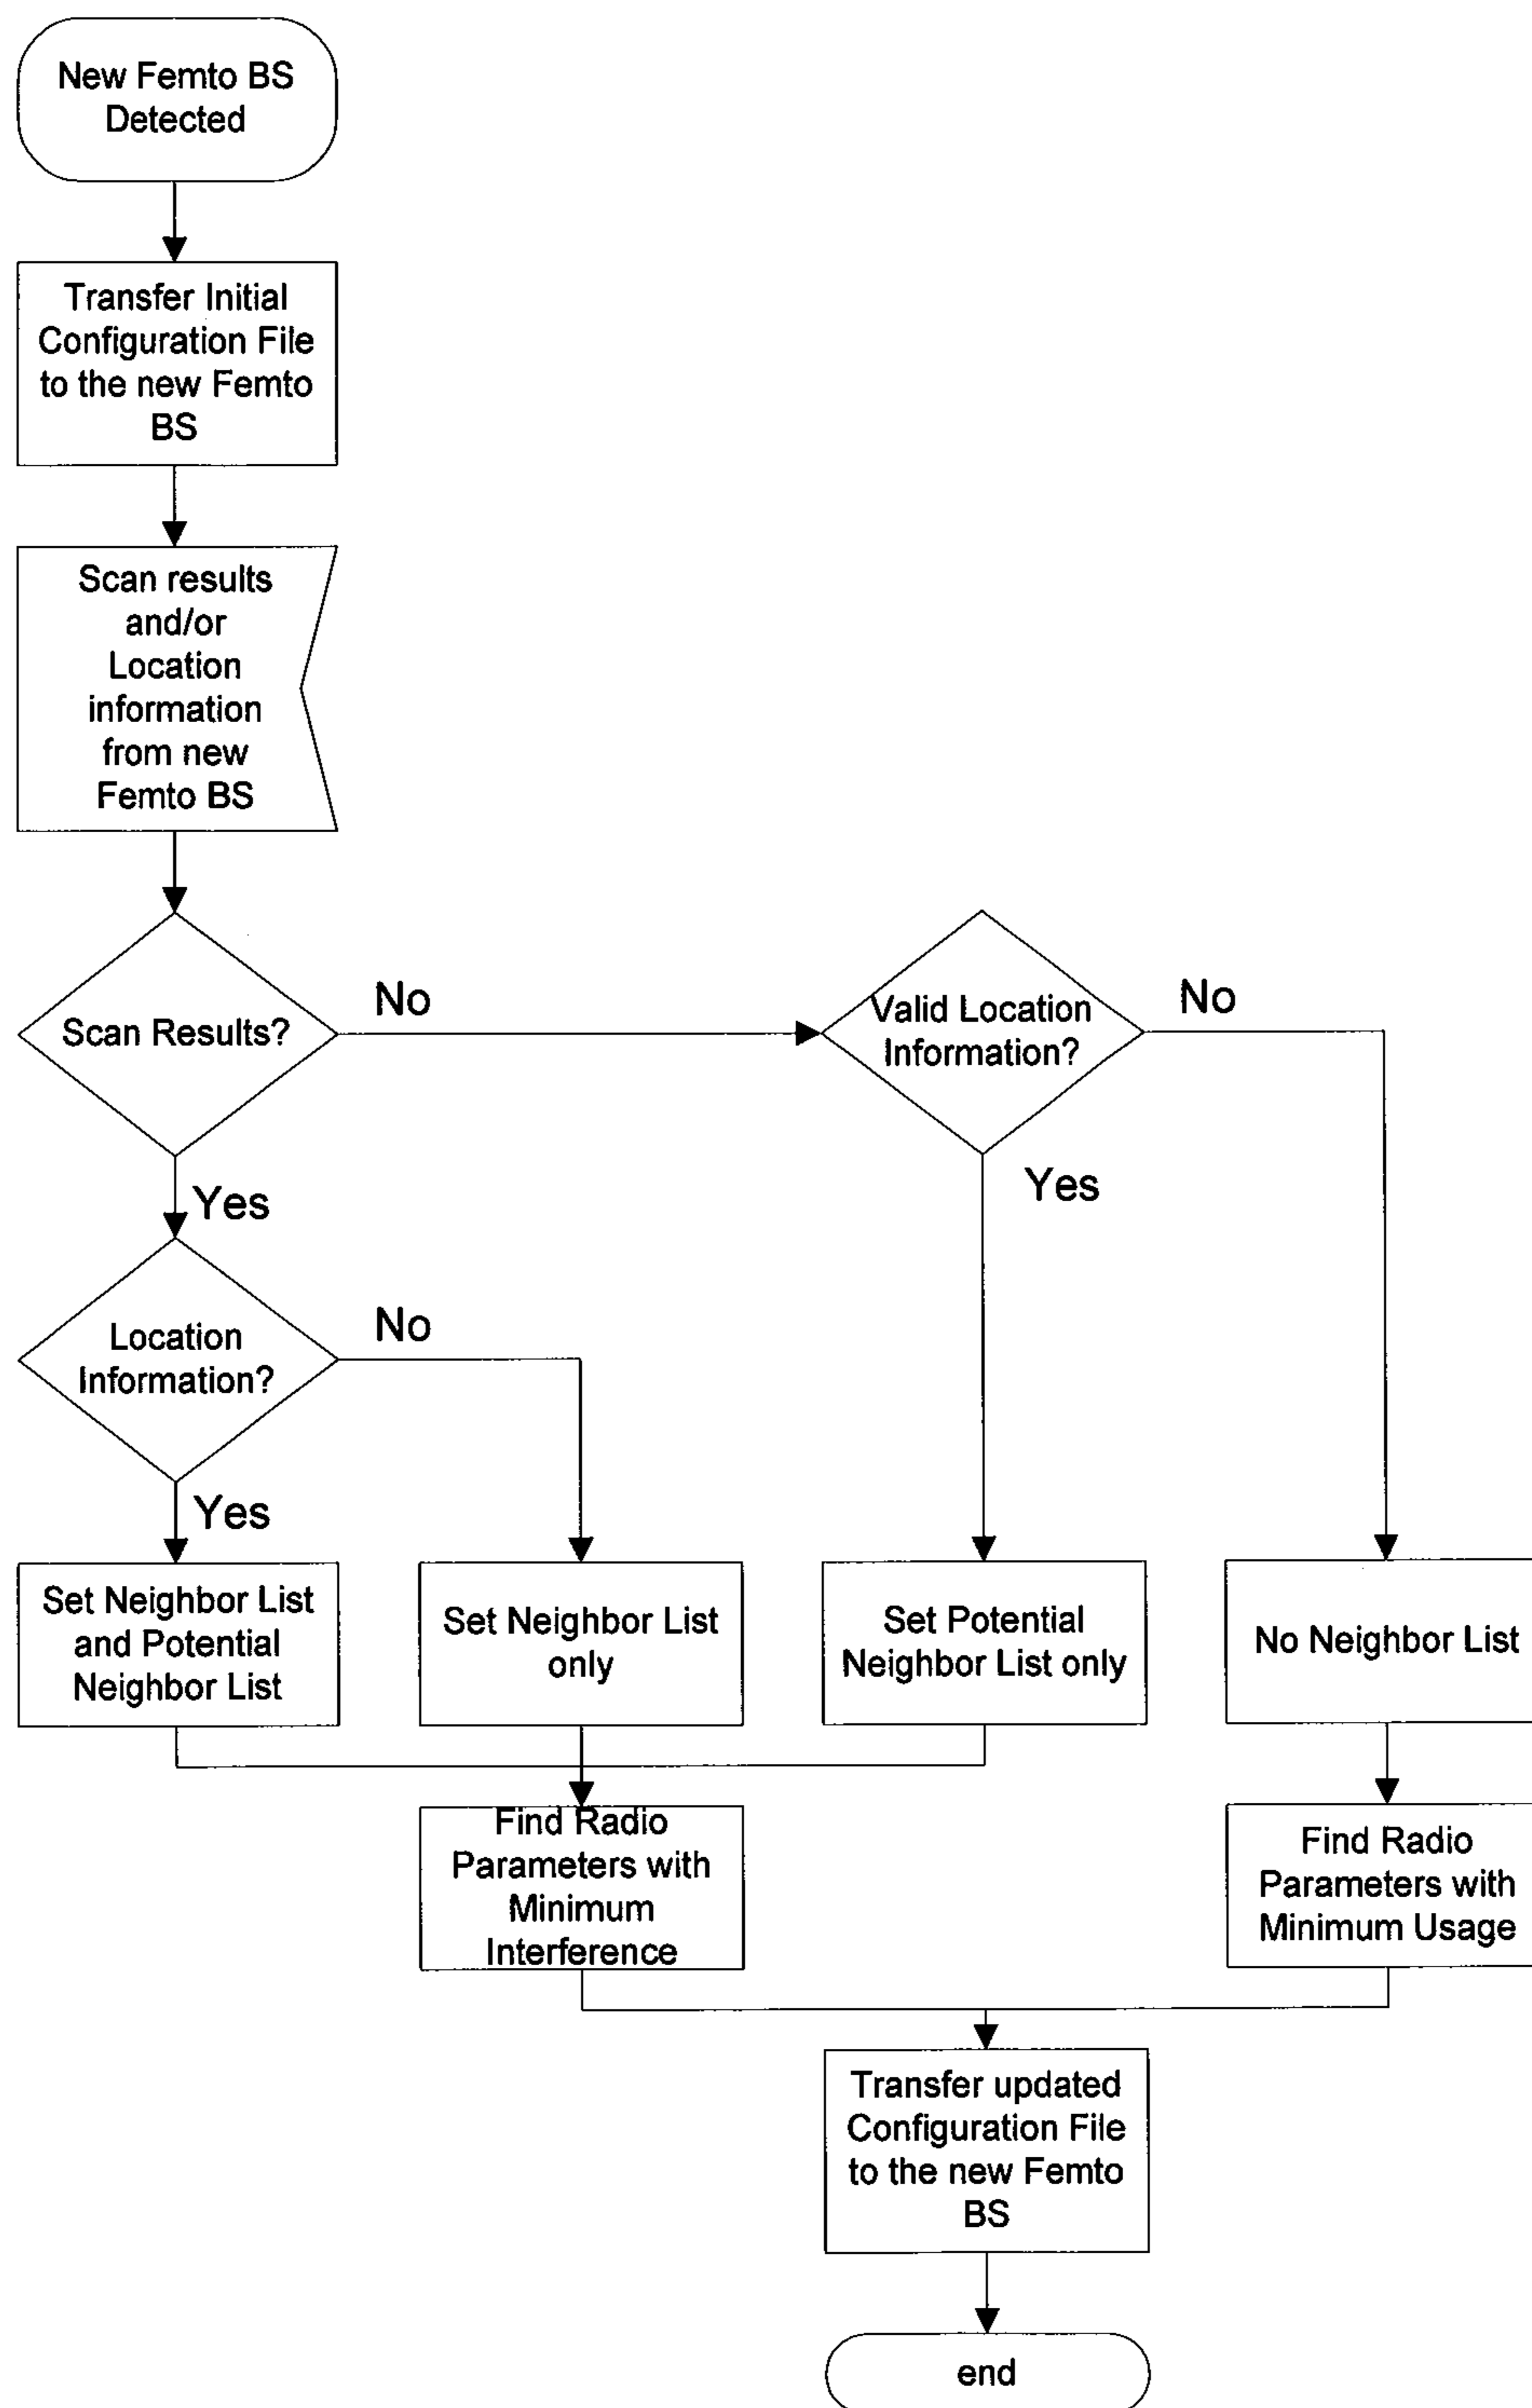 New Femto BS
Detected
Transfer Initial
Configuration File
to the new Femto
BS
Scan results
and/or
Location
information
from new
Femto BS
Scan Results?
No
Valid Location
Information?
No
Yes
Yes
Location
Information?
No
Yes
Set Neighbor List
and Potential
Neighbor List
Set Neighbor List
only
Set Potential
Neighbor List only
No Neighbor List
Find Radio
Parameters with
Minimum
Interference
Find Radio
Parameters with
Minimum Usage
Transfer updated
Configuration File
to the new Femto
BS
end